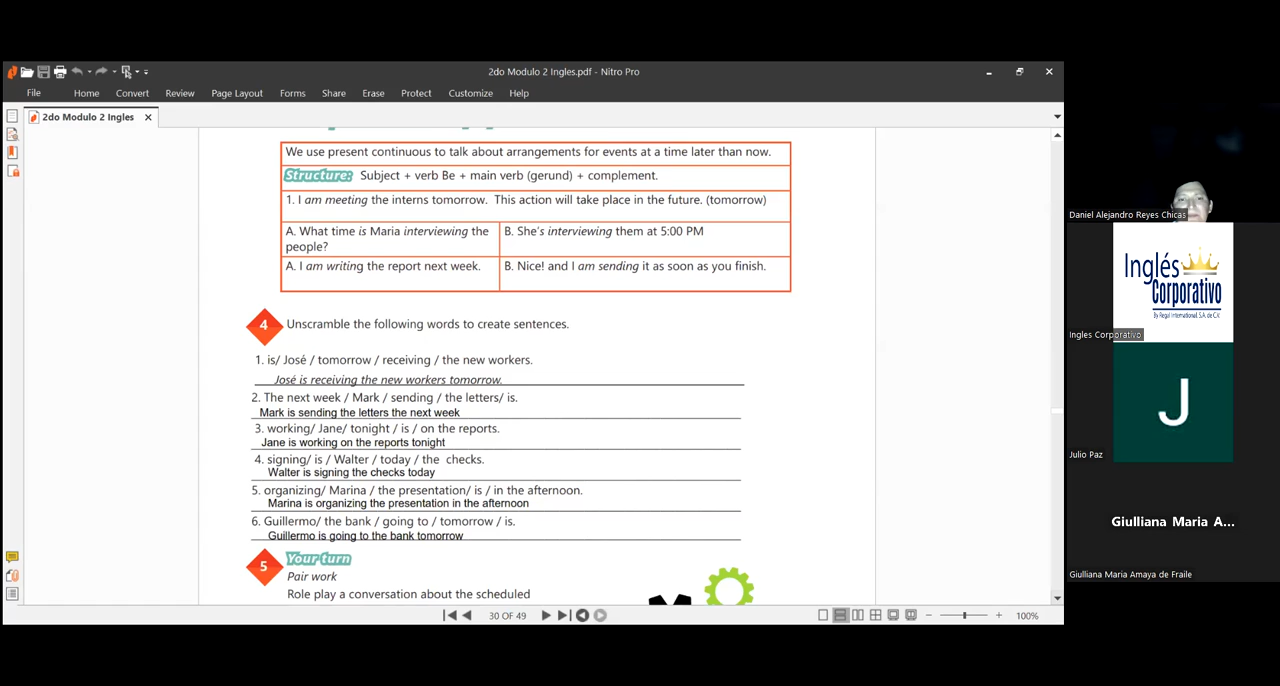 2do Modulo 2 Ingles.pdf - Nitro Pro
File Home Convert Review Page Layout Forms Share Erase Protect Customize Help
2do Modulo 2 Ingles
We use present continuous to talk about arrangements for events at a time later than now.
Structure: Subject + verb Be + main verb (gerund) + complement.
1. I am meeting the interns tomorrow. This action will take place in the future. (tomorrow)
A. What time is Maria interviewing the
people?
B. She's interviewing them at 5:00 PM
A. I am writing the report next week.
B. Nice! and I am sending it as soon as you finish.
4 Unscramble the following words to create sentences.
1. is/ José / tomorrow / receiving / the new workers.
José is receiving the new workers tomorrow.
2. The next week / Mark / sending / the letters/ is.
Mark is sending the letters the next week
3. working/ Jane/ tonight / is / on the reports.
Jane is working on the reports tonight
4. signing/ is / Walter / today / the checks.
Walter is signing the checks today
5. organizing/ Marina / the presentation/ is / in the afternoon.
Marina is organizing the presentation in the afternoon
6. Guillermo/ the bank / going to / tomorrow / is.
Guillermo is going to the bank tomorrow
5 Your turn
Pair work
Role play a conversation about the scheduled
30 OF 49
100%
Daniel Alejandro Reyes Chicas
Inglés
Corporativo
By Regal International, S.A. de C.V.
Ingles Corporativo
J
Julio Paz
Giulliana Maria A...
Giulliana Maria Amaya de Fraile